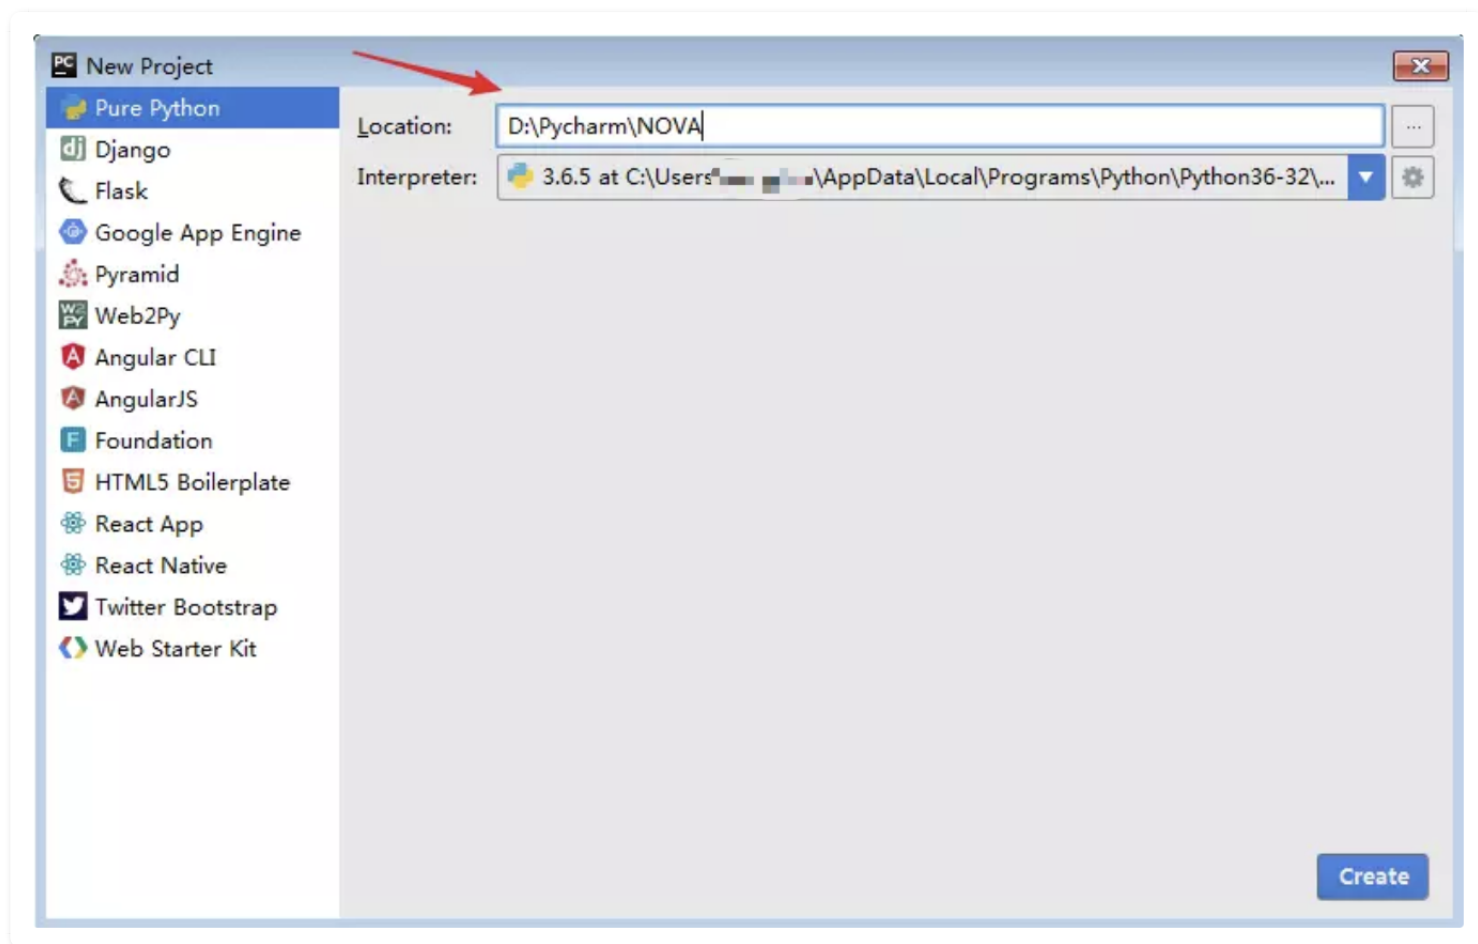 New Project
Pure Python
Django
Flask
Google App Engine
Pyramid
Web2Py
Angular CLI
AngularJS
Foundation
HTML5 Boilerplate
React App
React Native
Twitter Bootstrap
Web Starter Kit
Location: D:\Pycharm\NOVA ...
Interpreter: 3.6.5 at C:\Users \AppData\Local\Programs\Python\Python36-32\...
Create